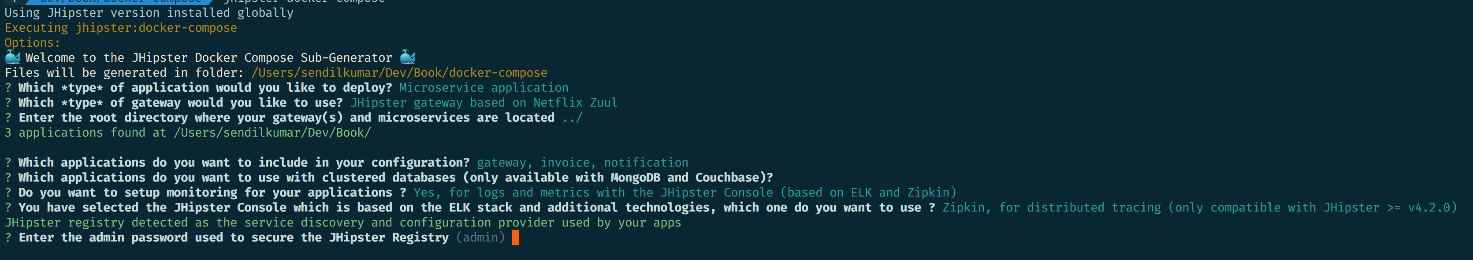 dev/book/docker-compose jhipster docker-compose
Using JHipster version installed globally
Executing jhipster:docker-compose
Options:
🐳 Welcome to the JHipster Docker Compose Sub-Generator 🐳
Files will be generated in folder: /Users/sendilkumar/Dev/Book/docker-compose
? Which *type* of application would you like to deploy? Microservice application
? Which *type* of gateway would you like to use? JHipster gateway based on Netflix Zuul
? Enter the root directory where your gateway(s) and microservices are located ../
3 applications found at /Users/sendilkumar/Dev/Book/
? Which applications do you want to include in your configuration? gateway, invoice, notification
? Which applications do you want to use with clustered databases (only available with MongoDB and Couchbase)?
? Do you want to setup monitoring for your applications ? Yes, for logs and metrics with the JHipster Console (based on ELK and Zipkin)
? You have selected the JHipster Console which is based on the ELK stack and additional technologies, which one do you want to use ? Zipkin, for distributed tracing (only compatible with JHipster >= v4.2.0)
JHipster registry detected as the service discovery and configuration provider used by your apps
? Enter the admin password used to secure the JHipster Registry (admin)